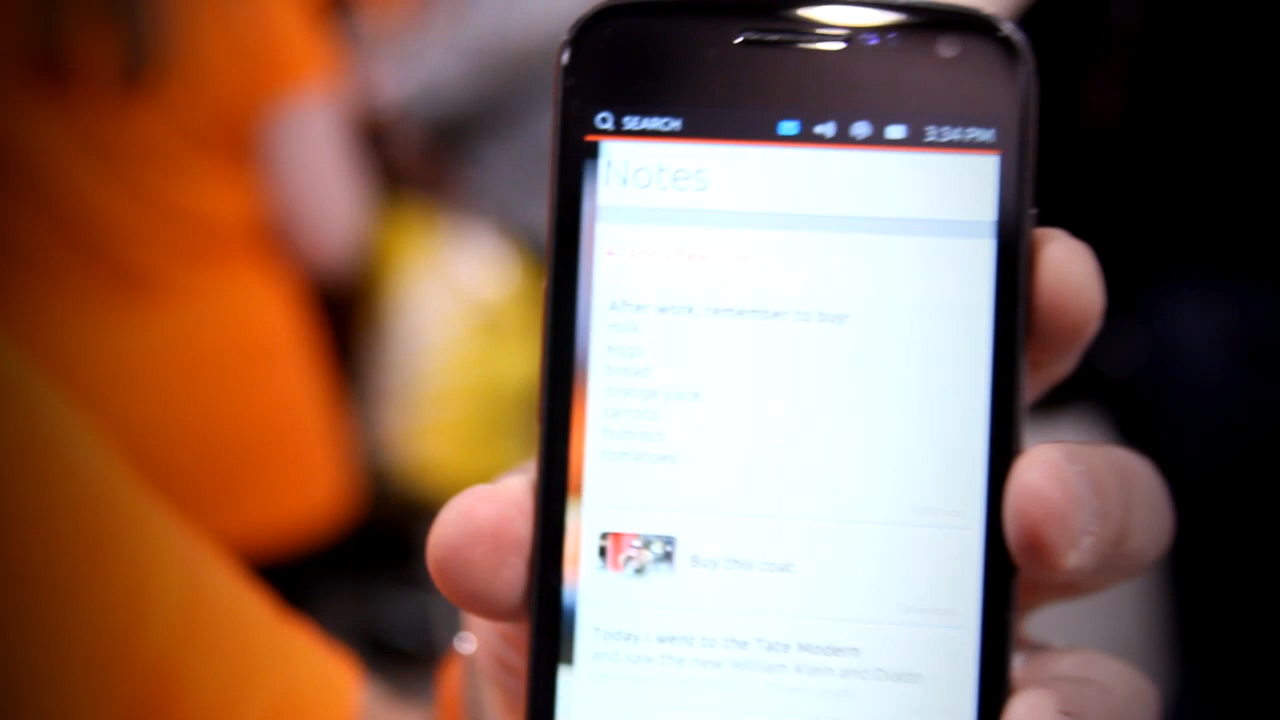 SEARCH 3:34 PM
Notes
After work, remember to buy:
milk
eggs
bread
orange juice
carrots
humous
tomatoes
Buy this coat
Today I went to the Tate Modern
and saw the new William Klein and